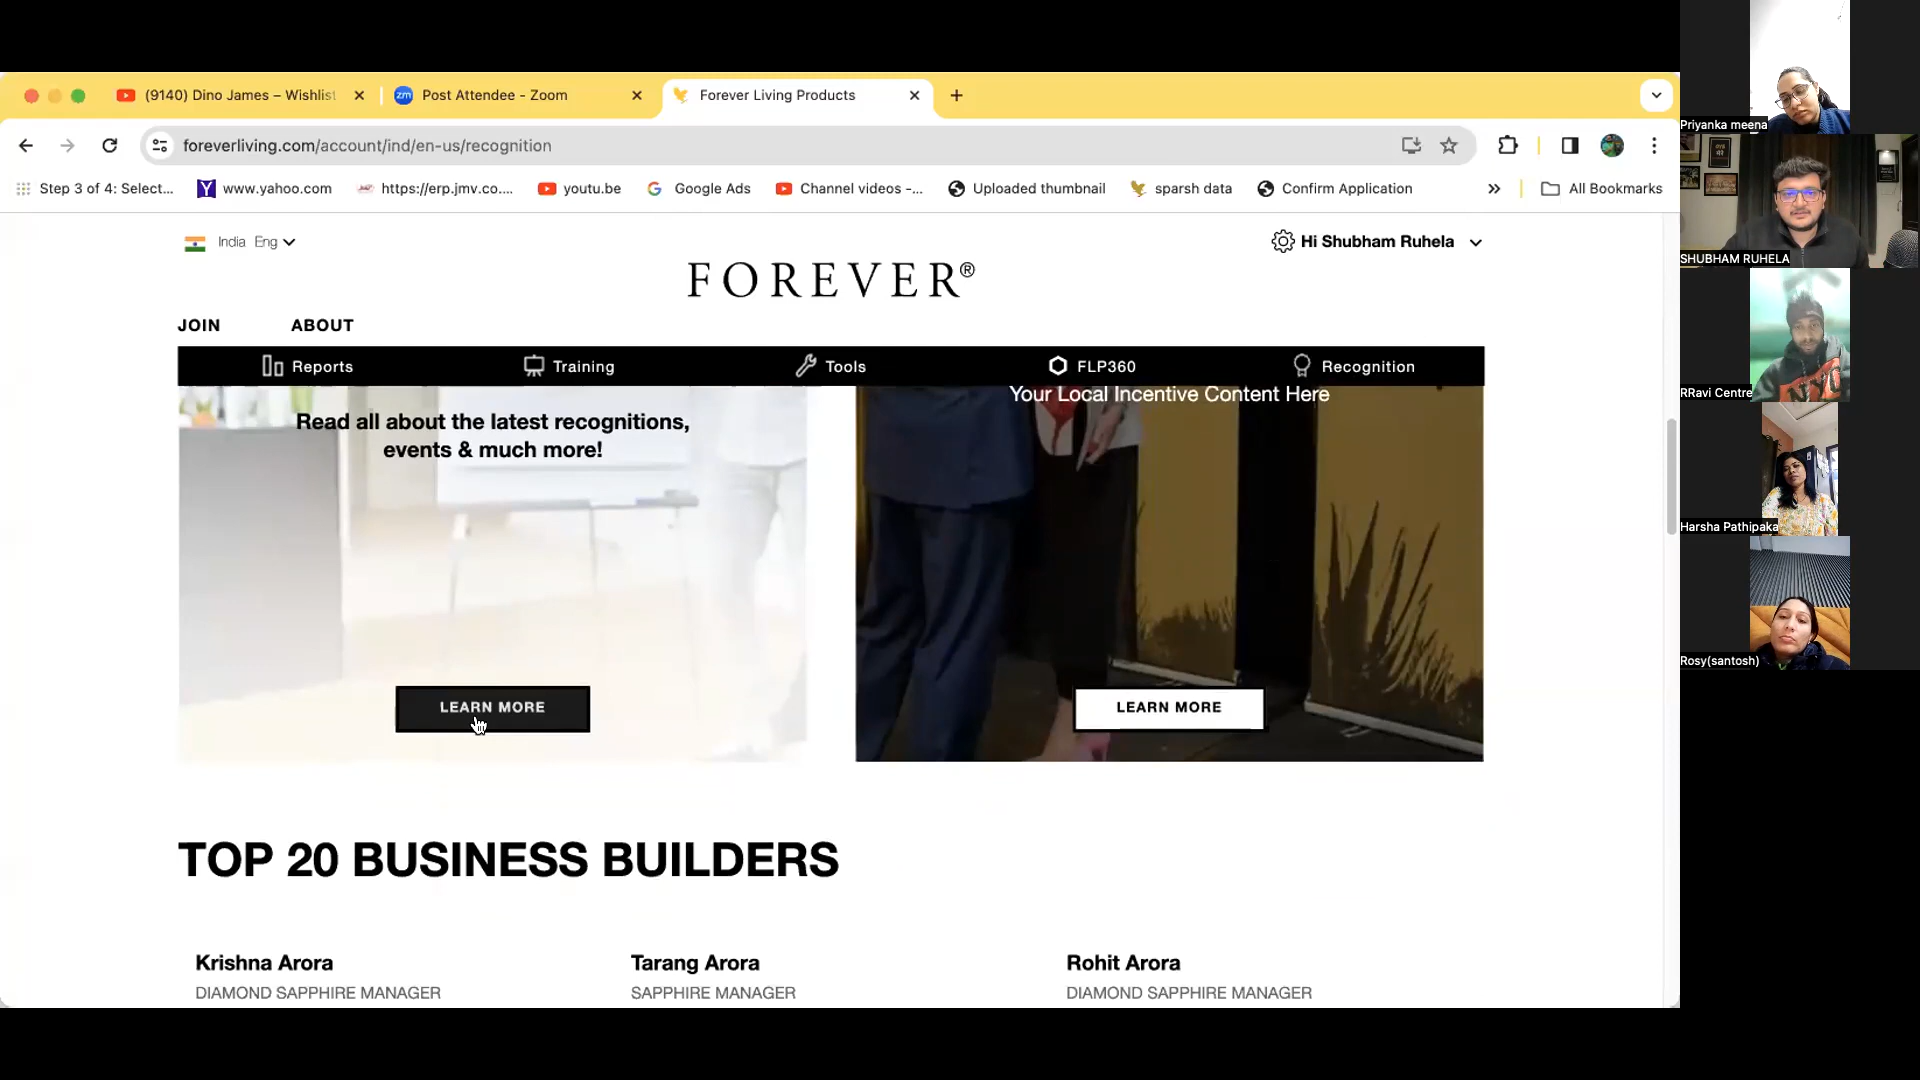 (9140) Dino James – Wishlist
Post Attendee - Zoom
Forever Living Products
foreverliving.com/account/ind/en-us/recognition
Step 3 of 4: Select...
www.yahoo.com
https://erp.jmv.co....
youtu.be
Google Ads
Channel videos -...
Uploaded thumbnail
sparsh data
Confirm Application
All Bookmarks
India Eng
Hi Shubham Ruhela
FOREVER®
JOIN
ABOUT
Reports
Training
Tools
FLP360
Recognition
Read all about the latest recognitions,
events & much more!
LEARN MORE
Your Local Incentive Content Here
LEARN MORE
TOP 20 BUSINESS BUILDERS
Krishna Arora
DIAMOND SAPPHIRE MANAGER
Tarang Arora
SAPPHIRE MANAGER
Rohit Arora
DIAMOND SAPPHIRE MANAGER
Priyanka meena
SHUBHAM RUHELA
RRavi Centre
NYC
Harsha Pathipaka
Rosy(santosh)